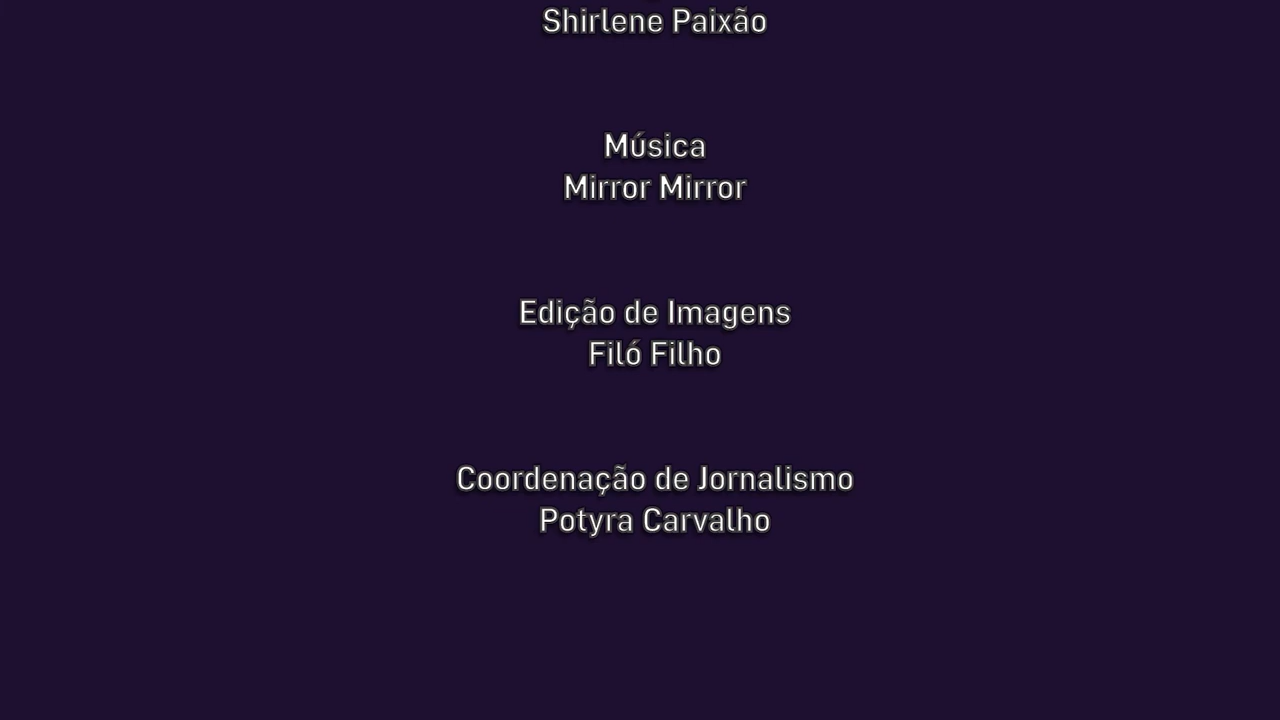 Shirlene Paixão
Música
Mirror Mirror
Edição de Imagens
Filó Filho
Coordenação de Jornalismo
Potyra Carvalho